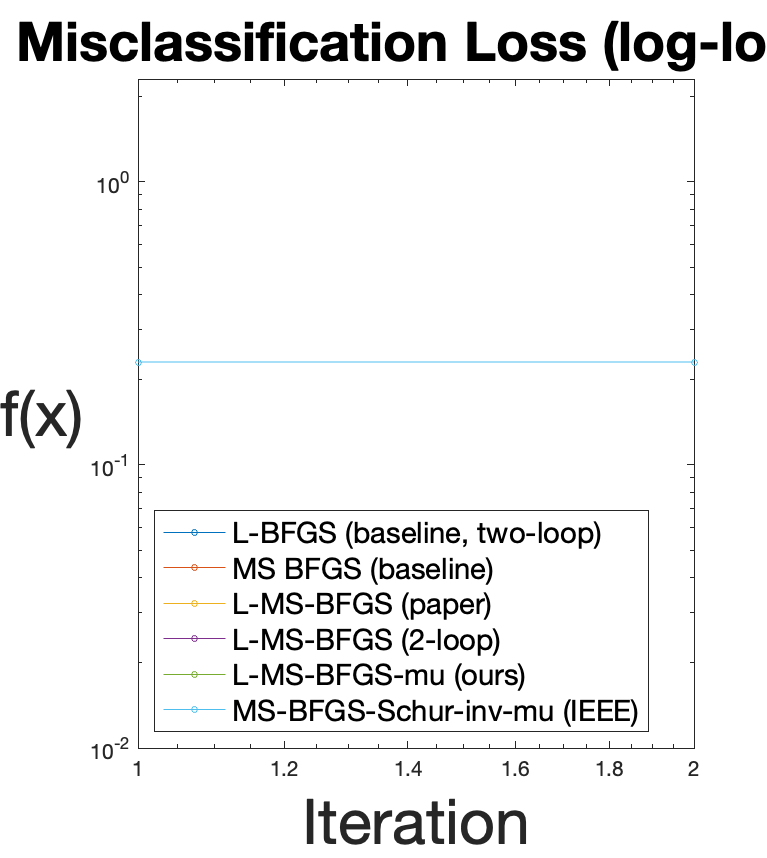 Misclassification Loss (log-lo
10^0
f(x)
10^-1
L-BFGS (baseline, two-loop)
MS BFGS (baseline)
L-MS-BFGS (paper)
L-MS-BFGS (2-loop)
L-MS-BFGS-mu (ours)
MS-BFGS-Schur-inv-mu (IEEE)
10^-2
1 1.2 1.4 1.6 1.8 2
Iteration